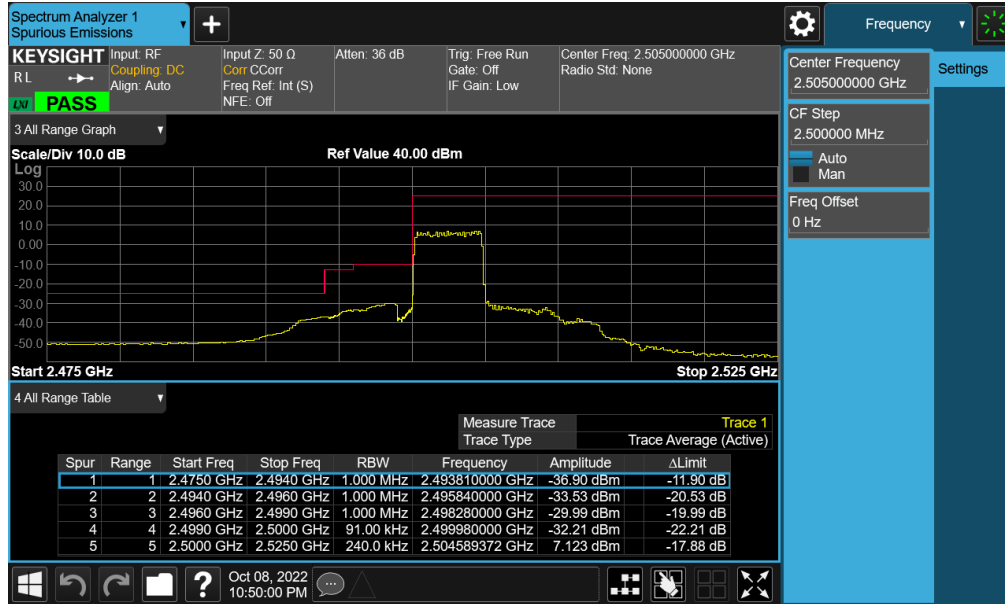 Spectrum Analyzer 1
Spurious Emissions
+
Frequency
KEYSIGHT
R L
LXI
PASS
Input: RF
Coupling: DC
Align: Auto
Input Z: 50 Ω
Corr CCorr
Freq Ref: Int (S)
NFE: Off
Atten: 36 dB
Trig: Free Run
Gate: Off
IF Gain: Low
Center Freq: 2.505000000 GHz
Radio Std: None
Center Frequency
2.505000000 GHz
Settings
CF Step
2.500000 MHz
Auto
Man
Freq Offset
0 Hz
3 All Range Graph
Scale/Div 10.0 dB
Ref Value 40.00 dBm
Log
30.0
20.0
10.0
0.00
-10.0
-20.0
-30.0
-40.0
-50.0
Start 2.475 GHz
Stop 2.525 GHz
4 All Range Table
Measure Trace Trace 1
Trace Type Trace Average (Active)
Spur Range Start Freq Stop Freq RBW Frequency Amplitude ΔLimit
1 1 2.4750 GHz 2.4940 GHz 1.000 MHz 2.493810000 GHz -36.90 dBm -11.90 dB
2 2 2.4940 GHz 2.4960 GHz 1.000 MHz 2.495840000 GHz -33.53 dBm -20.53 dB
3 3 2.4960 GHz 2.4990 GHz 1.000 MHz 2.498280000 GHz -29.99 dBm -19.99 dB
4 4 2.4990 GHz 2.5000 GHz 91.00 kHz 2.499980000 GHz -32.21 dBm -22.21 dB
5 5 2.5000 GHz 2.5250 GHz 240.0 kHz 2.504589372 GHz 7.123 dBm -17.88 dB
?
Oct 08, 2022
10:50:00 PM